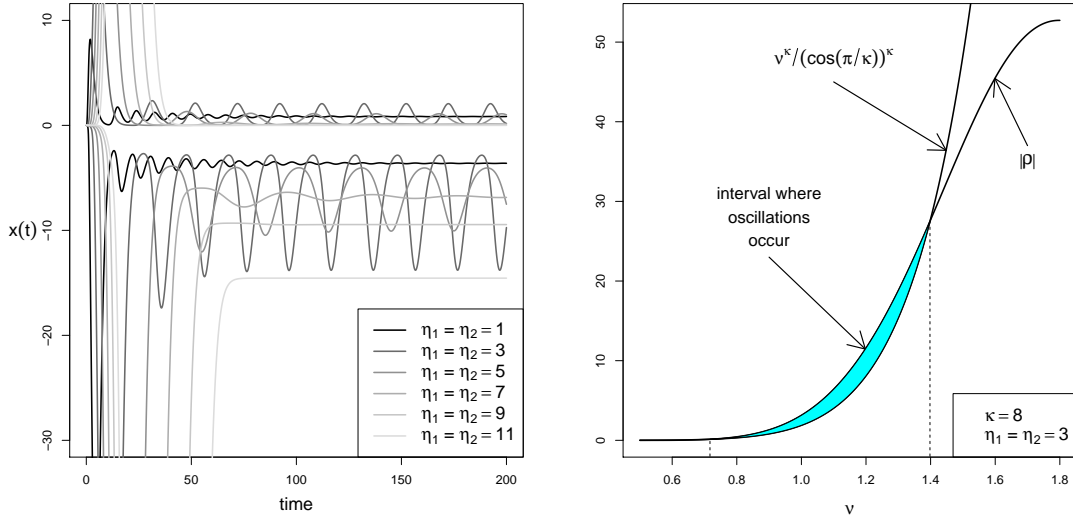 10
0
-10
-20
-30
x(t)
0
50
100
150
200
time
η1 = η2 = 1
η1 = η2 = 3
η1 = η2 = 5
η1 = η2 = 7
η1 = η2 = 9
η1 = η2 = 11
50
40
30
20
10
0
νκ/(cos(π/κ))κ
|ρ|
interval where
oscillations
occur
κ = 8
η1 = η2 = 3
0.6
0.8
1.0
1.2
1.4
1.6
1.8
ν